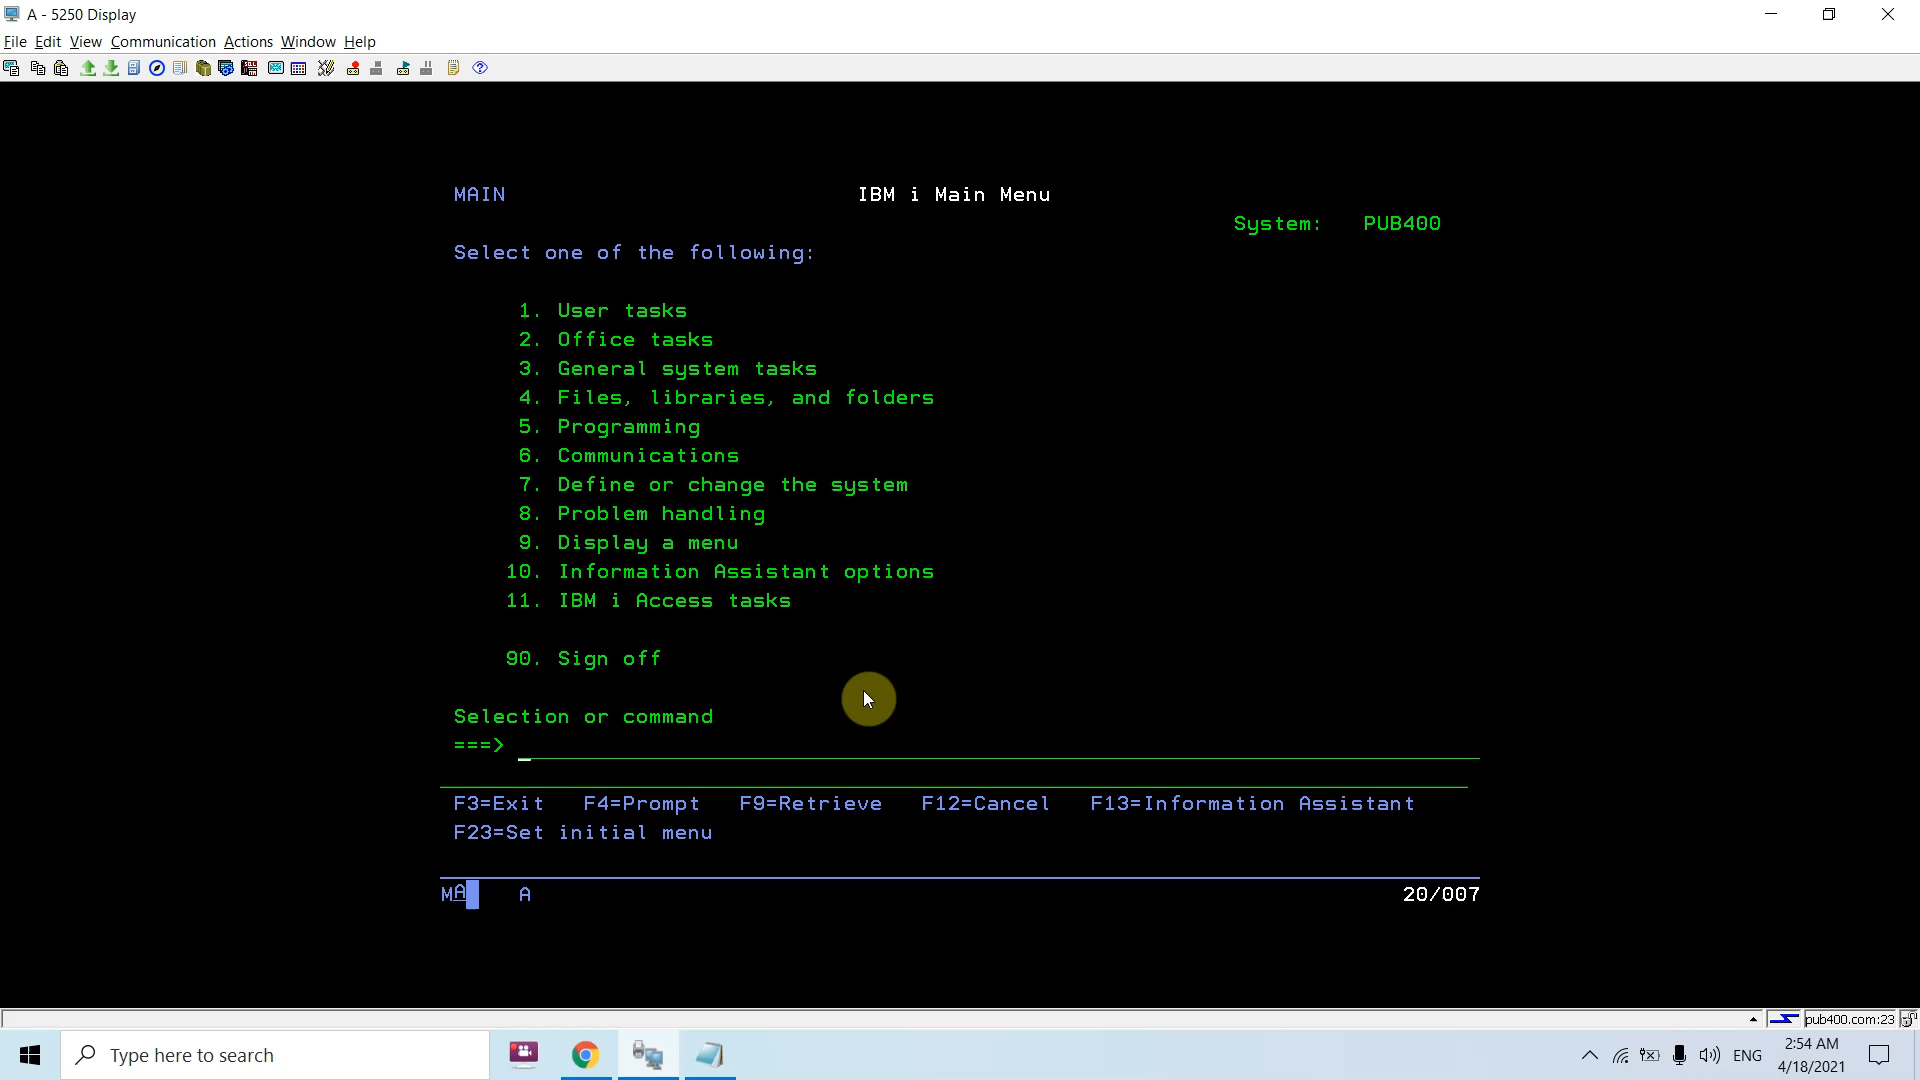 A - 5250 Display
File Edit View Communication Actions Window Help
MAIN IBM i Main Menu
System: PUB400
Select one of the following:
1. User tasks
2. Office tasks
3. General system tasks
4. Files, libraries, and folders
5. Programming
6. Communications
7. Define or change the system
8. Problem handling
9. Display a menu
10. Information Assistant options
11. IBM i Access tasks
90. Sign off
Selection or command
===>
F3=Exit F4=Prompt F9=Retrieve F12=Cancel F13=Information Assistant
F23=Set initial menu
MA A 20/007
pub400.com:23
Type here to search
ENG
2:54 AM
4/18/2021